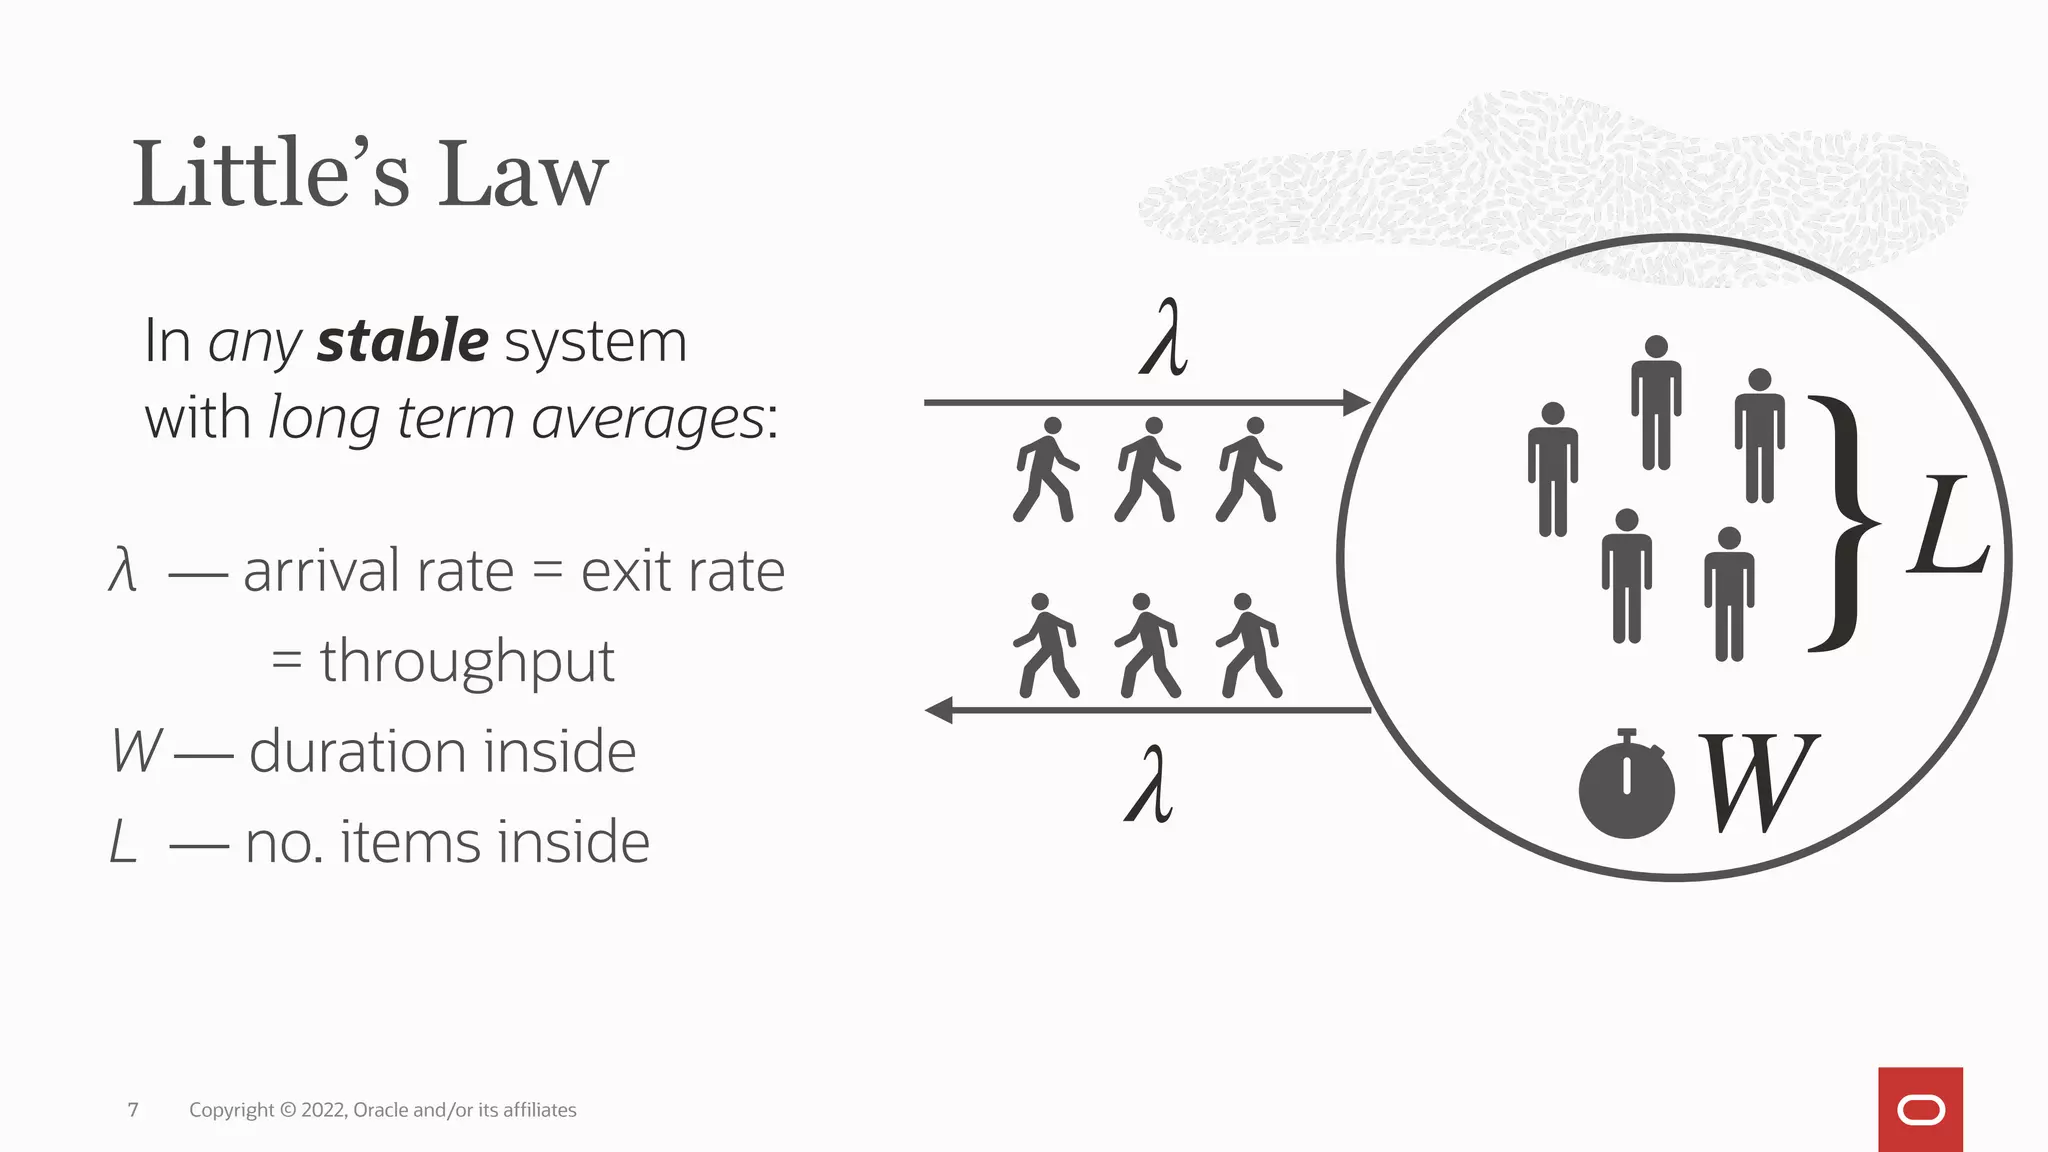 Little’s Law
In any stable system
with long term averages:
λ — arrival rate = exit rate
= throughput
W — duration inside
L — no. items inside
λ
L
W
λ
7 Copyright © 2022, Oracle and/or its affiliates